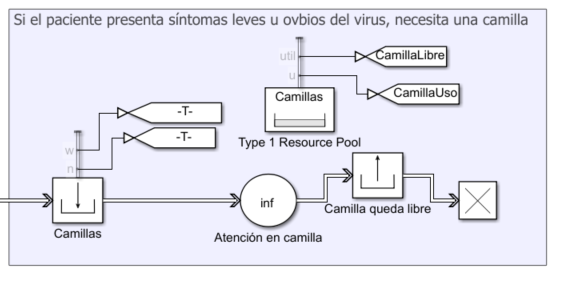 Si el paciente presenta síntomas leves u ovbios del virus, necesita una camilla
util
CamillaLibre
u
CamillaUso
Camillas
Type 1 Resource Pool
-T-
-T-
w
n
Camillas
inf
Atención en camilla
Camilla queda libre